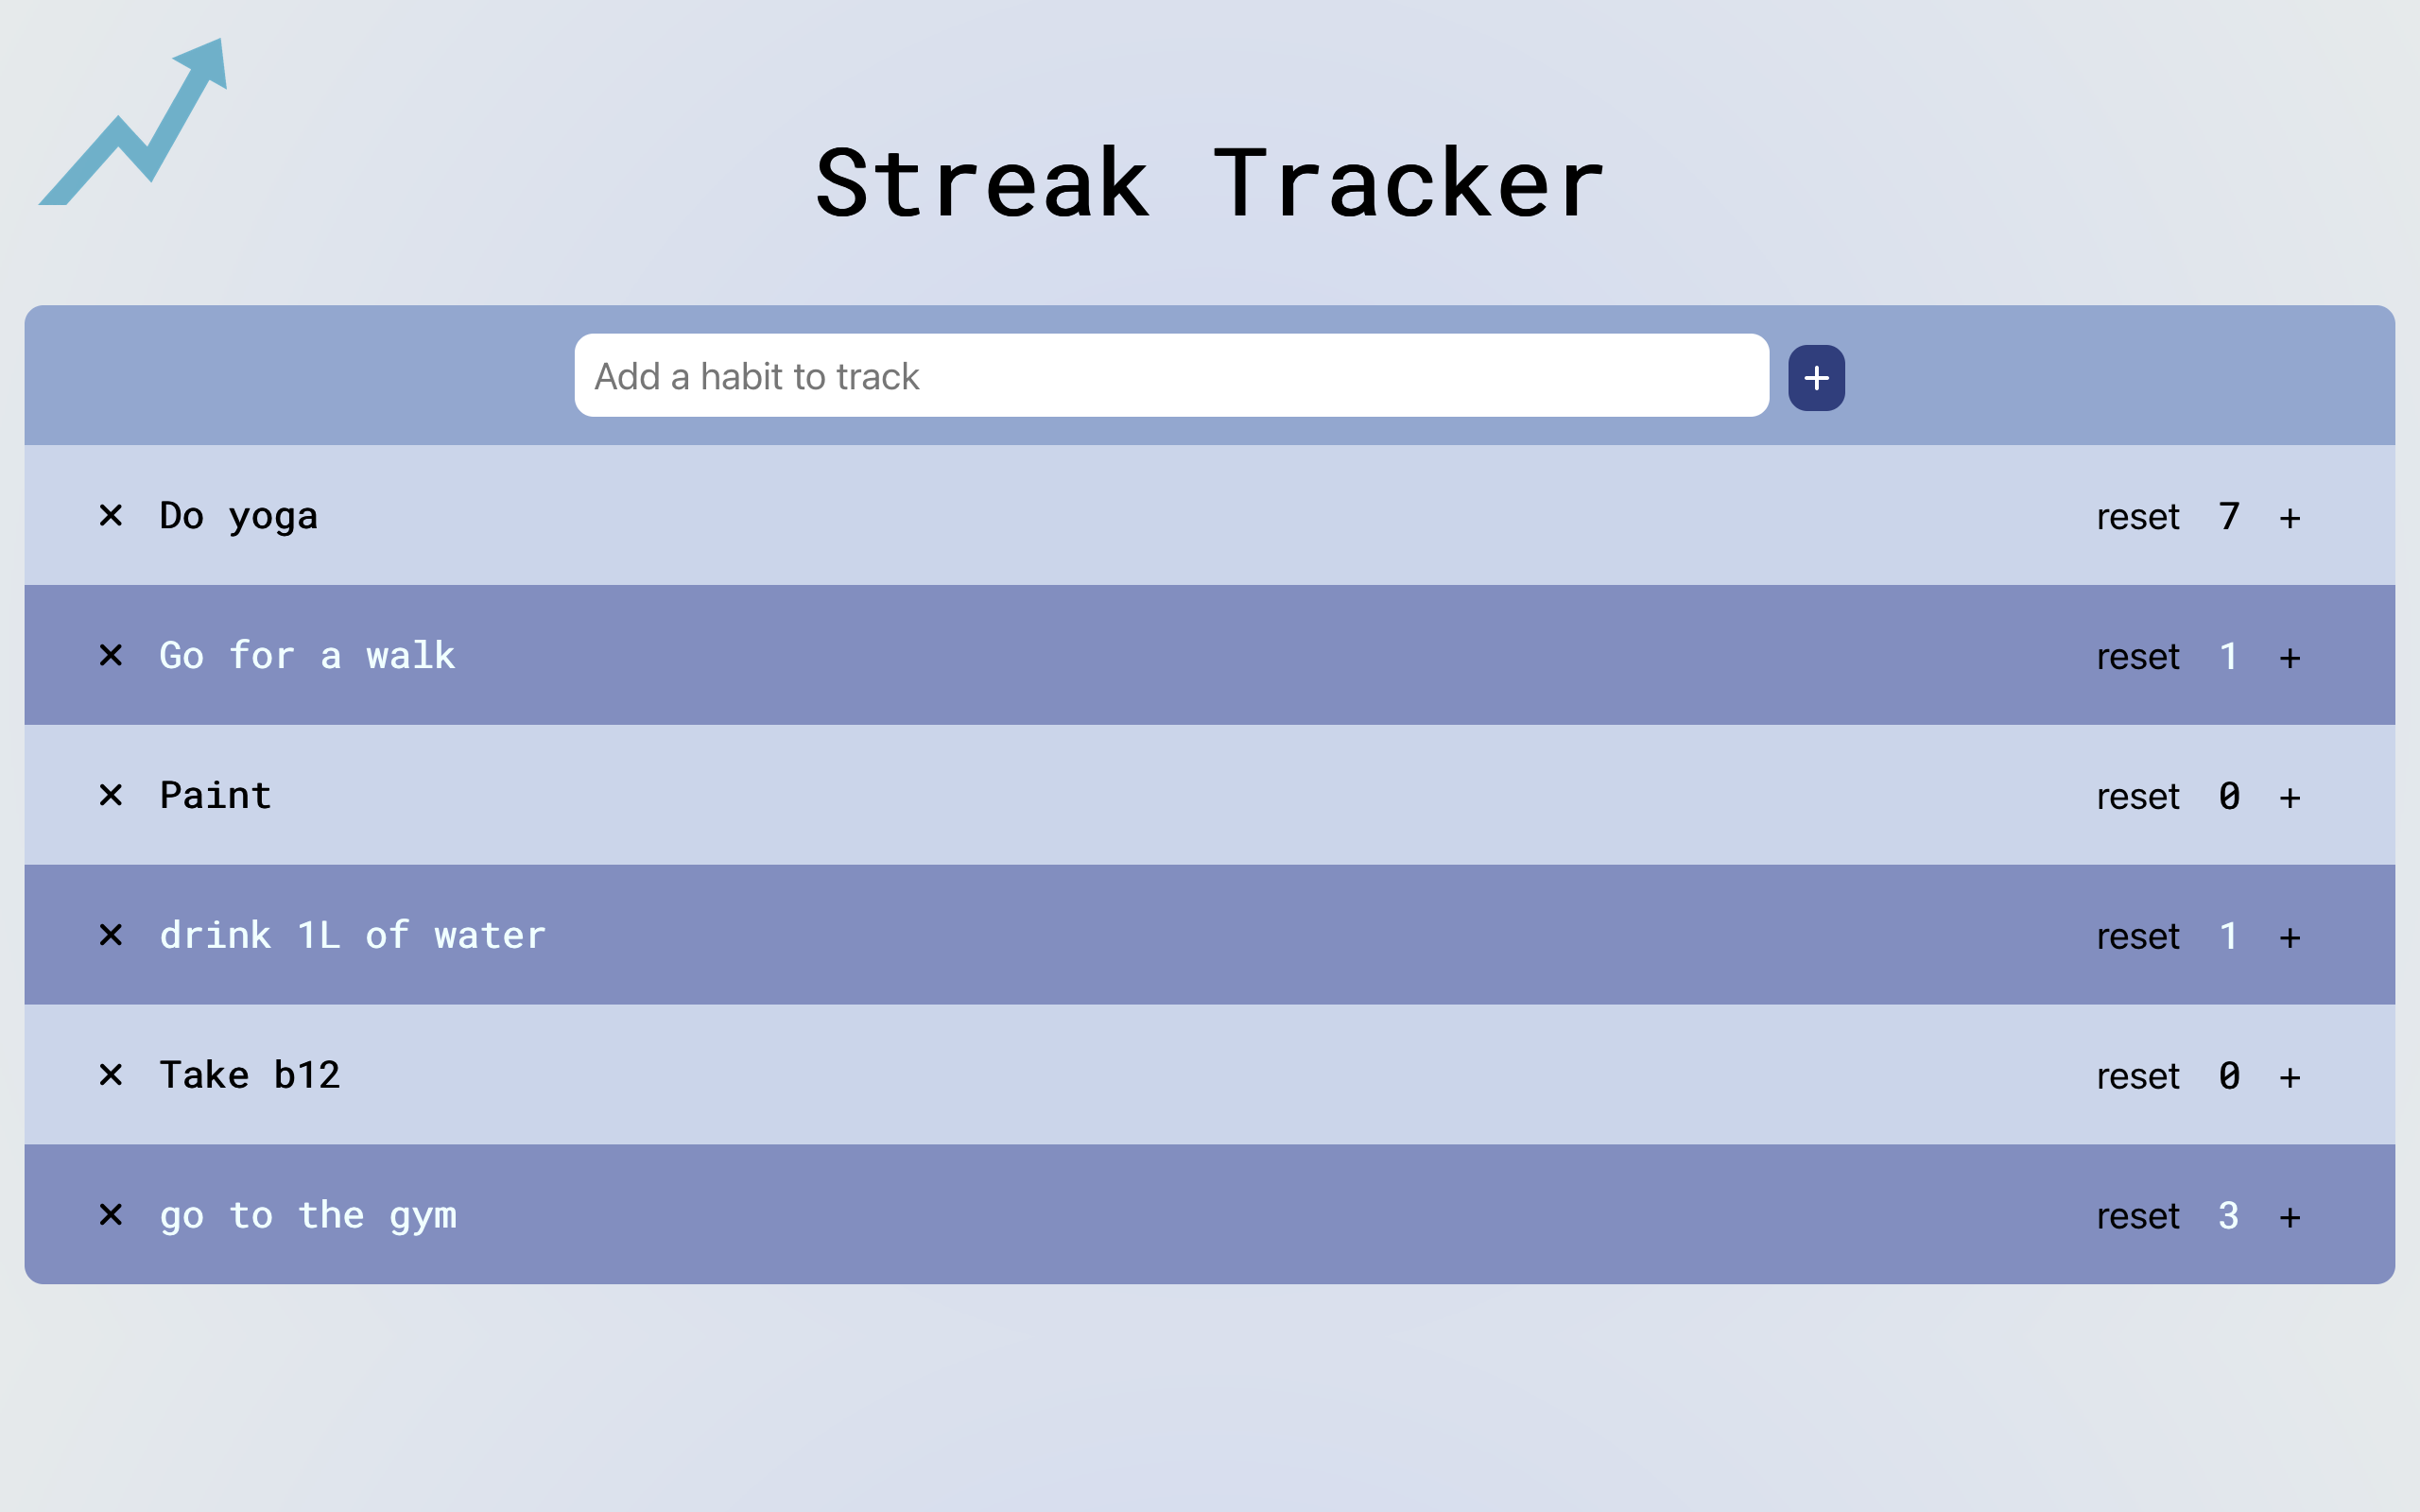 Streak Tracker
Add a habit to track +
× Do yoga reset 7 +
× Go for a walk reset 1 +
× Paint reset 0 +
× drink 1L of water reset 1 +
× Take b12 reset 0 +
× go to the gym reset 3 +